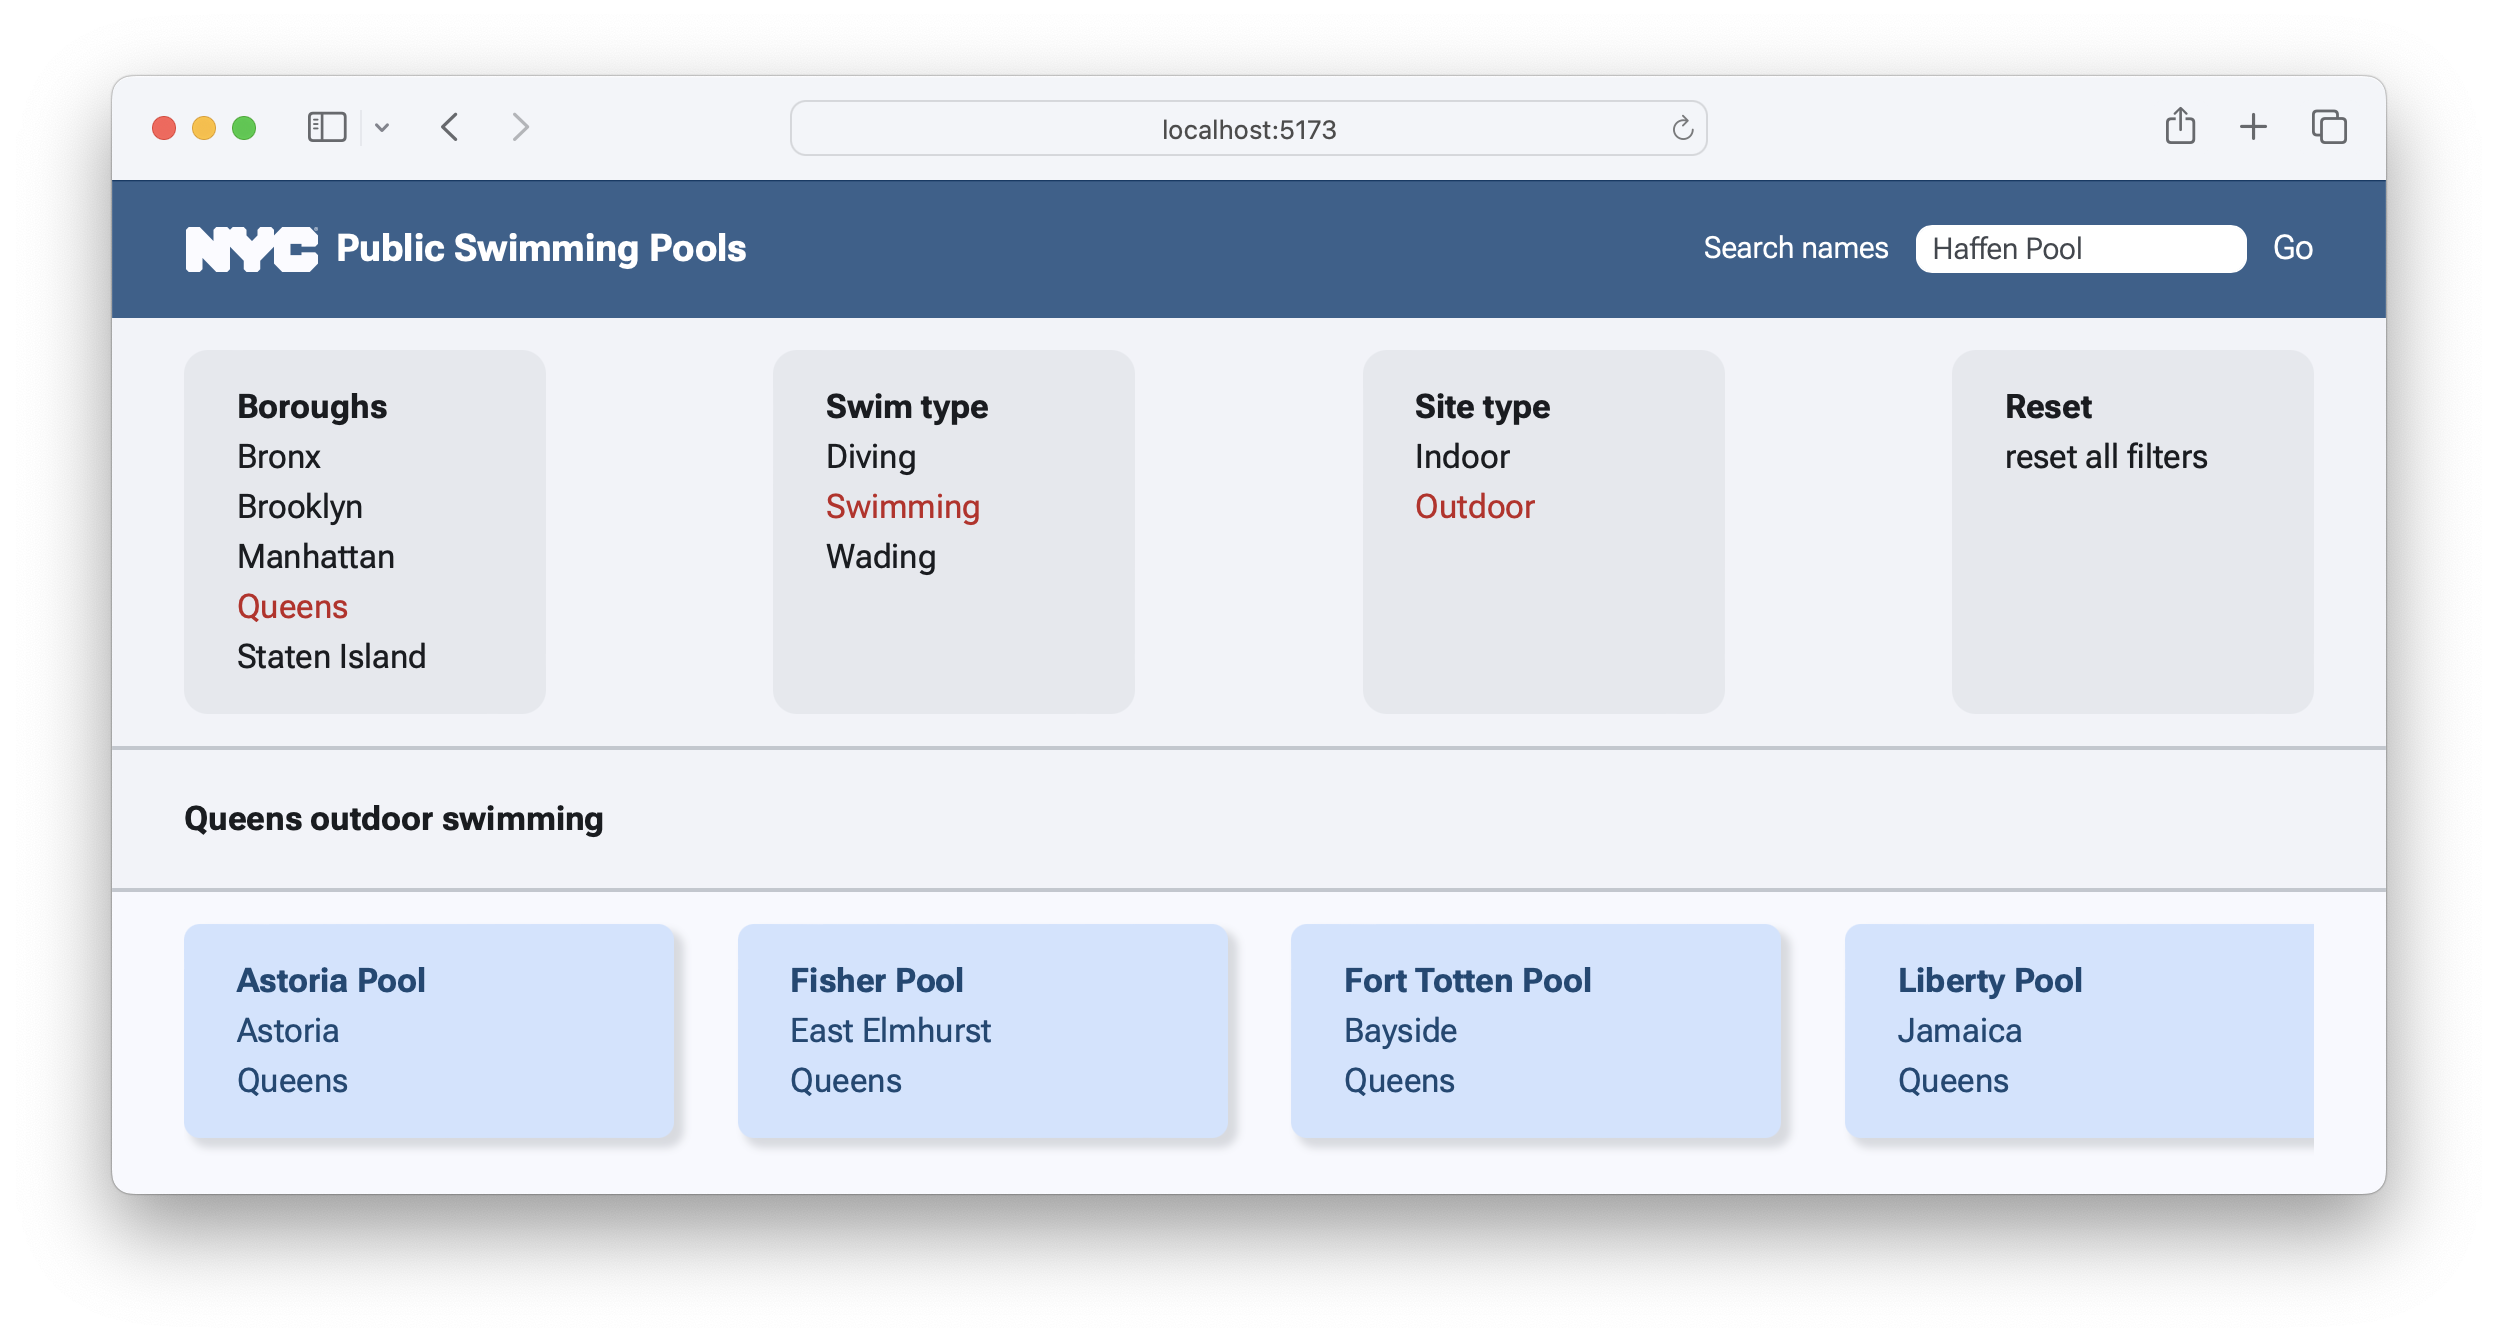 localhost:5173
NYC Public Swimming Pools
Search names Haffen Pool Go
Boroughs
Bronx
Brooklyn
Manhattan
Queens
Staten Island
Swim type
Diving
Swimming
Wading
Site type
Indoor
Outdoor
Reset
reset all filters
Queens outdoor swimming
Astoria Pool
Astoria
Queens
Fisher Pool
East Elmhurst
Queens
Fort Totten Pool
Bayside
Queens
Liberty Pool
Jamaica
Queens